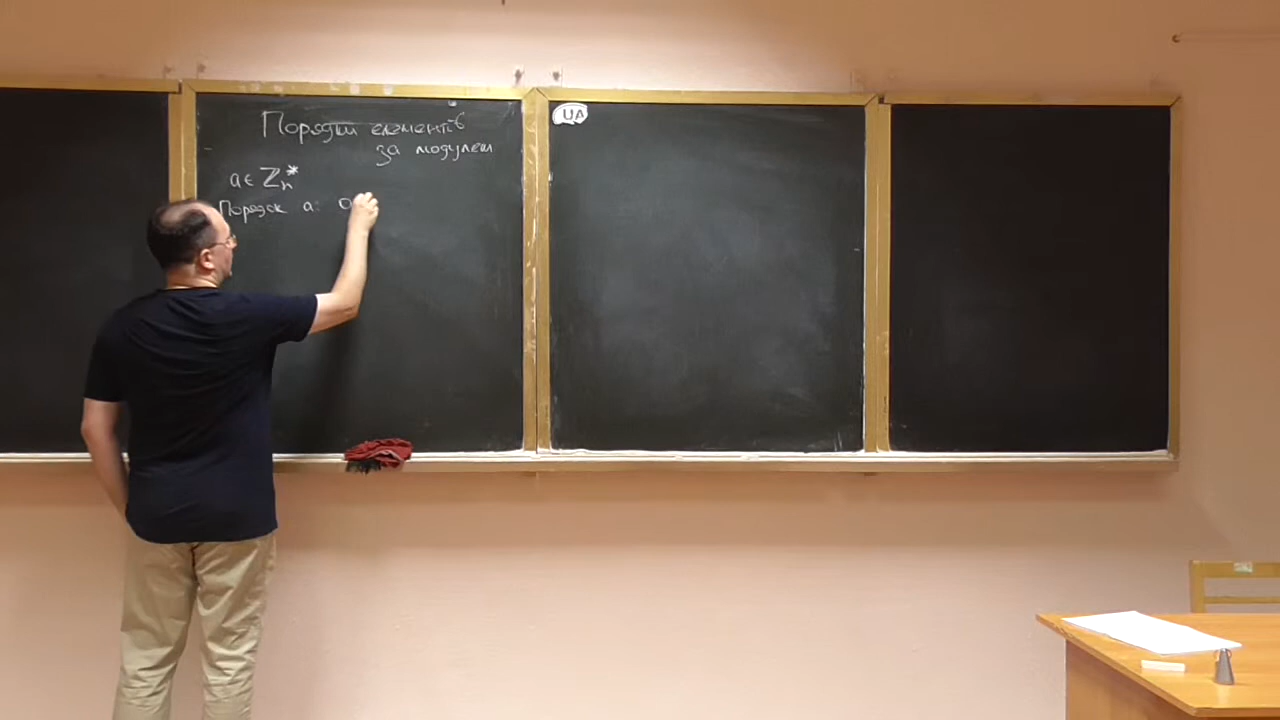 Порядки елементів
за модулем
a ∈ ℤₙ*
Порядок a: o
UA